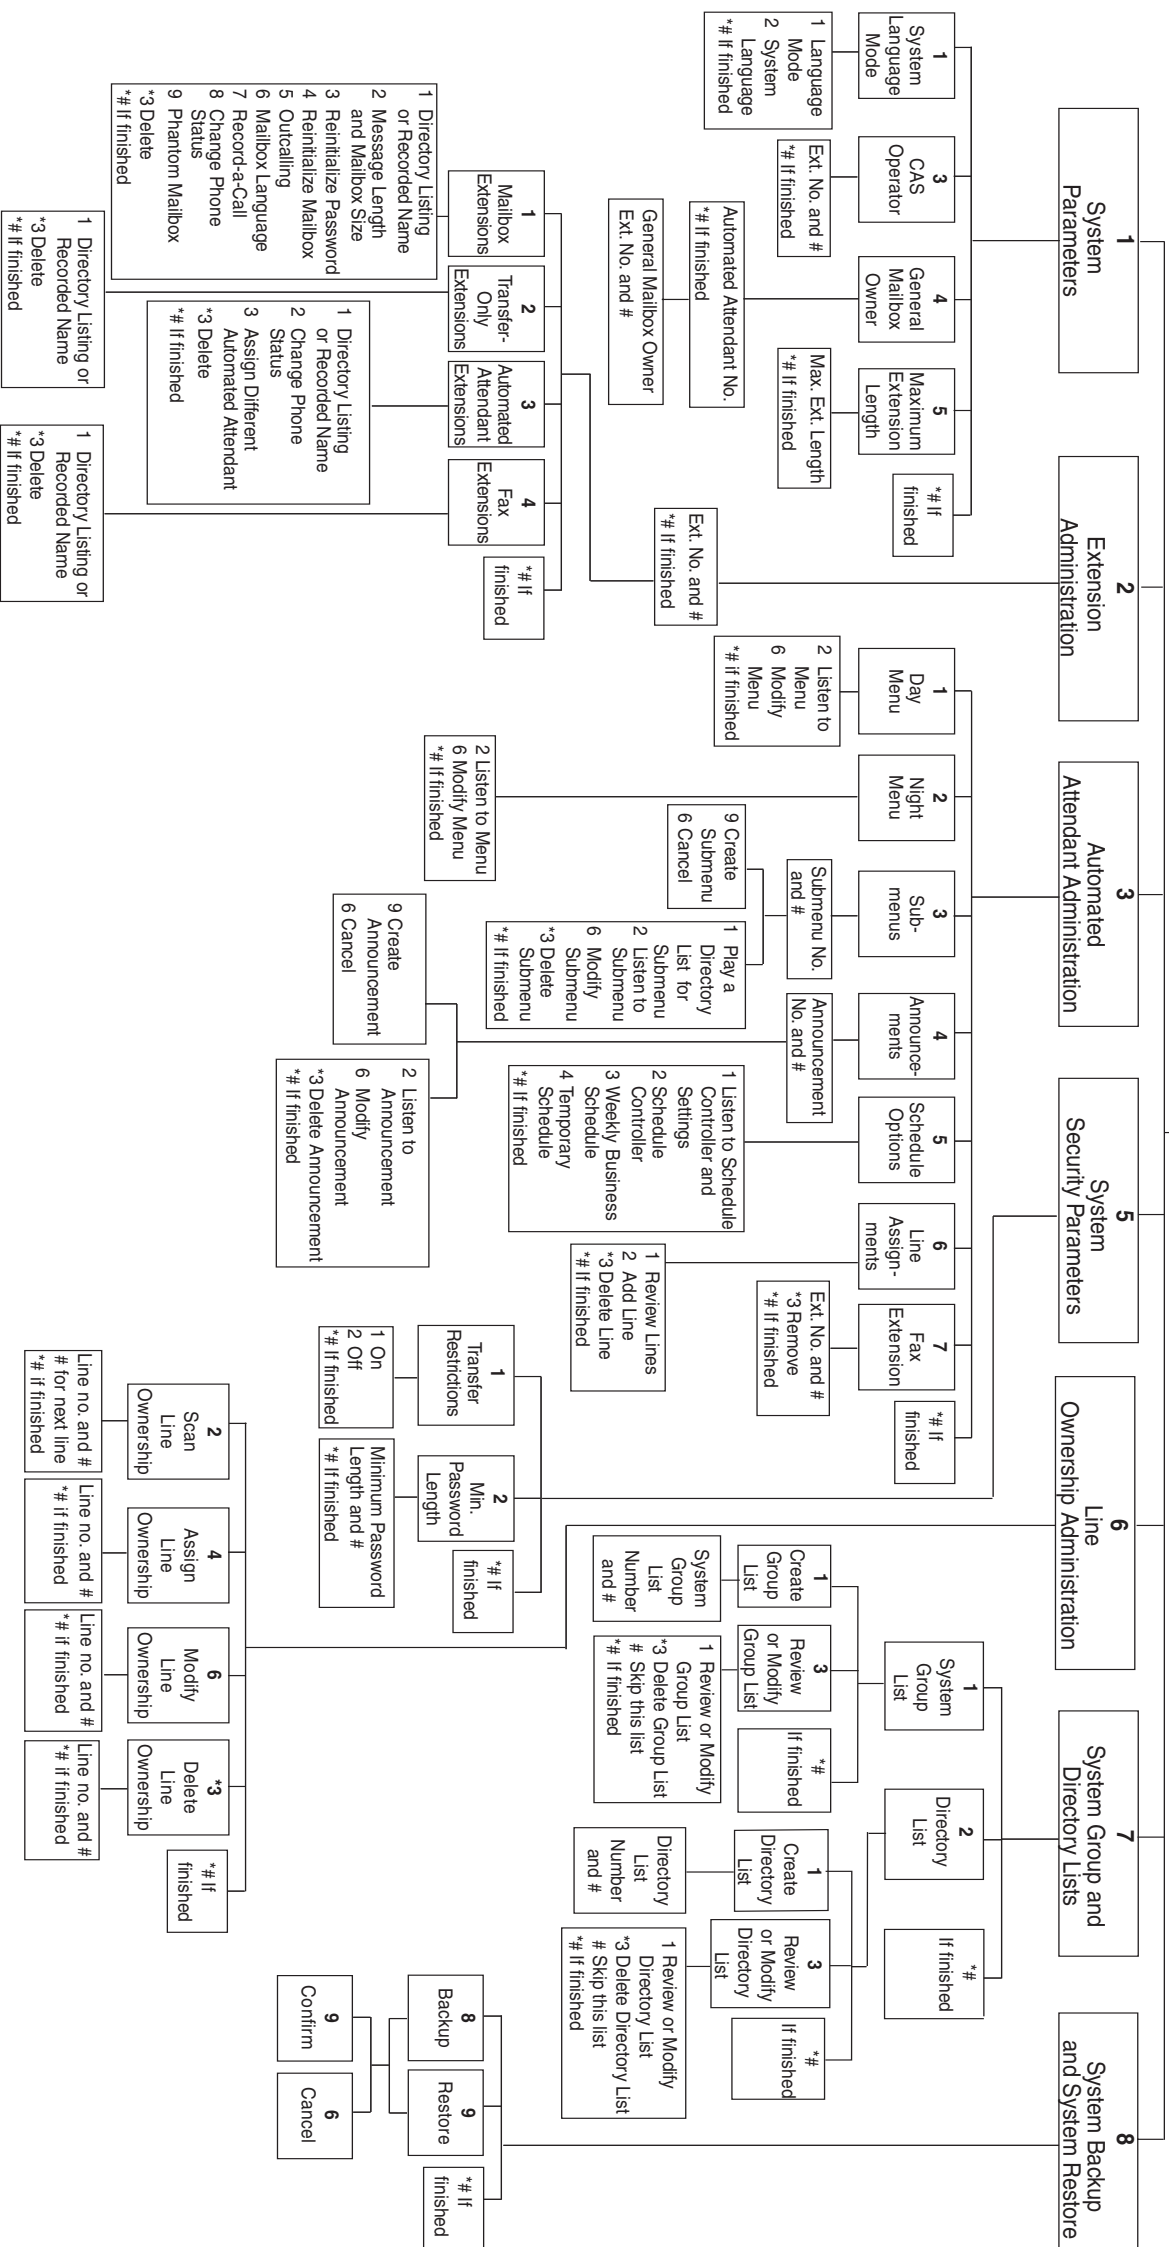 1
System
Parameters
1
System
Language
Mode
1 Language
Mode
2 System
Language
*# If finished
3
CAS
Operator
Ext. No. and #
*# If finished
4
General
Mailbox
Owner
Automated Attendant No.
*# If finished
General Mailbox Owner
Ext. No. and #
5
Maximum
Extension
Length
Max. Ext. Length
*# If finished
*# If
finished
2
Extension
Administration
Ext. No. and #
*# If finished
1
Mailbox
Extensions
1 Directory Listing
or Recorded Name
2 Message Length
and Mailbox Size
3 Reinitialize Password
4 Reinitialize Mailbox
5 Outcalling
6 Mailbox Language
7 Record-a-Call
8 Change Phone
Status
9 Phantom Mailbox
*3 Delete
*# If finished
2
Transfer-
Only
Extensions
1 Directory Listing or
Recorded Name
*3 Delete
*# If finished
3
Automated
Attendant
Extensions
1 Directory Listing
or Recorded Name
2 Change Phone
Status
3 Assign Different
Automated Attendant
*3 Delete
*# If finished
4
Fax
Extensions
1 Directory Listing or
Recorded Name
*3 Delete
*# If finished
*# If
finished
3
Automated
Attendant Administration
1
Day
Menu
2 Listen to
Menu
6 Modify
Menu
*# if finished
2
Night
Menu
2 Listen to Menu
6 Modify Menu
*# If finished
3
Sub-
menus
Submenu No.
and #
9 Create
Submenu
6 Cancel
1 Play a
Directory
List for
Submenu
2 Listen to
Submenu
6 Modify
Submenu
*3 Delete
Submenu
*# If finished
4
Announce-
ments
Announcement
No. and #
9 Create
Announcement
6 Cancel
2 Listen to
Announcement
6 Modify
Announcement
*3 Delete Announcement
*# If finished
5
Schedule
Options
1 Listen to Schedule
Controller and
Settings
2 Schedule
Controller
3 Weekly Business
Schedule
4 Temporary
Schedule
*# If finished
6
Line
Assign-
ments
1 Review Lines
2 Add Line
*3 Delete Line
*# If finished
7
Fax
Extension
Ext. No. and #
*3 Remove
*# If finished
*# If
finished
5
System
Security Parameters
1
Transfer
Restrictions
1 On
2 Off
*# If finished
2
Min.
Password
Length
Minimum Password
Length and #
*# If finished
*# If
finished
6
Line
Ownership Administration
2
Scan
Line
Ownership
Line no. and #
# for next line
*# if finished
4
Assign
Line
Ownership
Line no. and #
*# if finished
6
Modify
Line
Ownership
Line no. and #
*# if finished
*3
Delete
Line
Ownership
Line no. and #
*# if finished
*# If
finished
7
System Group and
Directory Lists
1
System
Group
List
1
Create
Group
List
System
Group
List
Number
and #
3
Review
or Modify
Group List
1 Review or Modify
Group List
*3 Delete Group List
# Skip this list
*# If finished
*#
If finished
2
Directory
List
1
Create
Directory
List
Directory
List
Number
and #
3
Review
or Modify
Directory
List
1 Review or Modify
Directory List
*3 Delete Directory List
# Skip this list
*# If finished
*#
If finished
*#
If finished
8
System Backup
and System Restore
8
Backup
9
Restore
9
Confirm
6
Cancel
*# If
finished